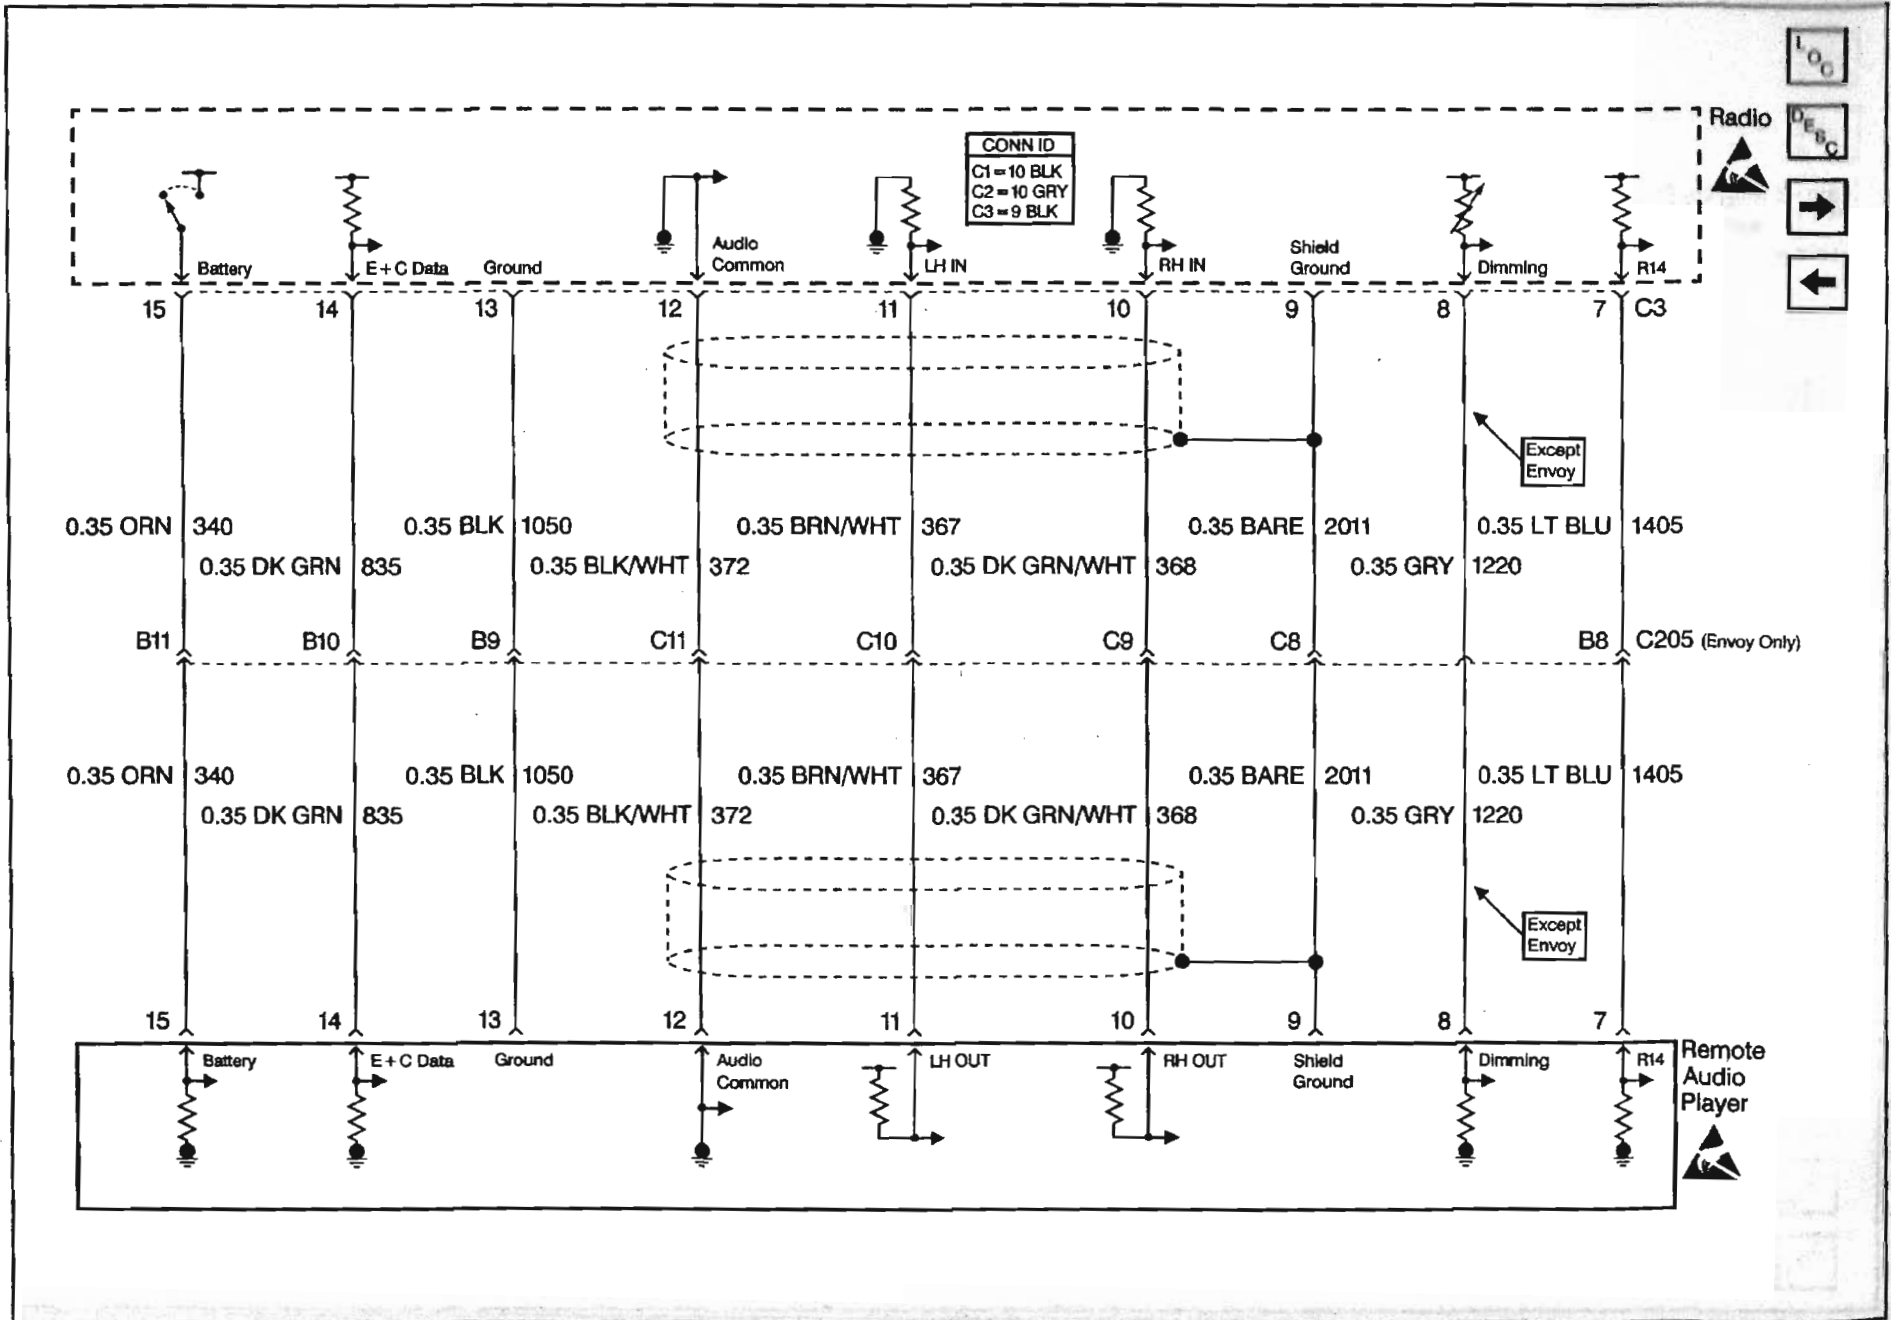 LOC
DESC
Radio
CONN ID
C1=10 BLK
C2=10 GRY
C3=9 BLK
Battery
E+C Data
Ground
Audio
Common
LH IN
RH IN
Shield
Ground
Dimming
R14
15 14 13 12 11 10 9 8 7 C3
Except
Envoy
0.35 ORN 340 0.35 BLK 1050 0.35 BRN/WHT 367 0.35 BARE 2011 0.35 LT BLU 1405
0.35 DK GRN 835 0.35 BLK/WHT 372 0.35 DK GRN/WHT 368 0.35 GRY 1220
B11 B10 B9 C11 C10 C9 C8 B8 C205 (Envoy Only)
0.35 ORN 340 0.35 BLK 1050 0.35 BRN/WHT 367 0.35 BARE 2011 0.35 LT BLU 1405
0.35 DK GRN 835 0.35 BLK/WHT 372 0.35 DK GRN/WHT 368 0.35 GRY 1220
Except
Envoy
15 14 13 12 11 10 9 8 7
Battery
E+C Data
Ground
Audio
Common
LH OUT
RH OUT
Shield
Ground
Dimming
R14
Remote
Audio
Player